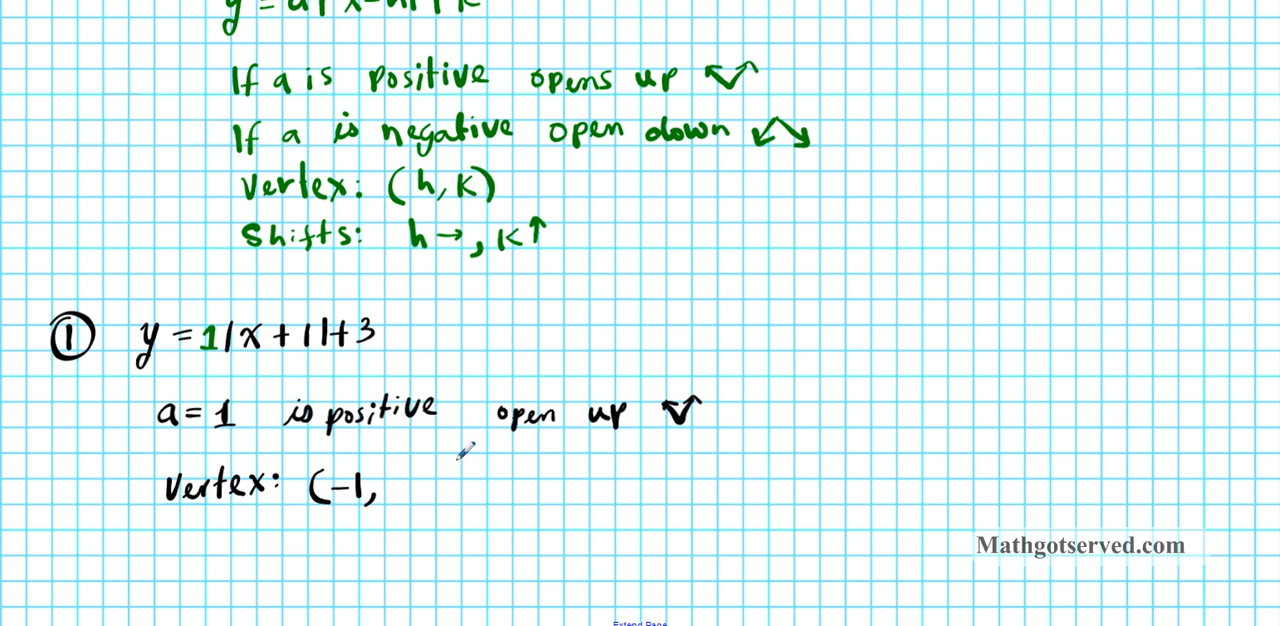 y = a|x-h|+k
If a is positive opens up
If a is negative open down
Vertex: (h, k)
Shifts: h→, k↑
① y = 1|x + 1|+3
a = 1 is positive open up
Vertex: (-1,
Mathgotserved.com
Extend Page